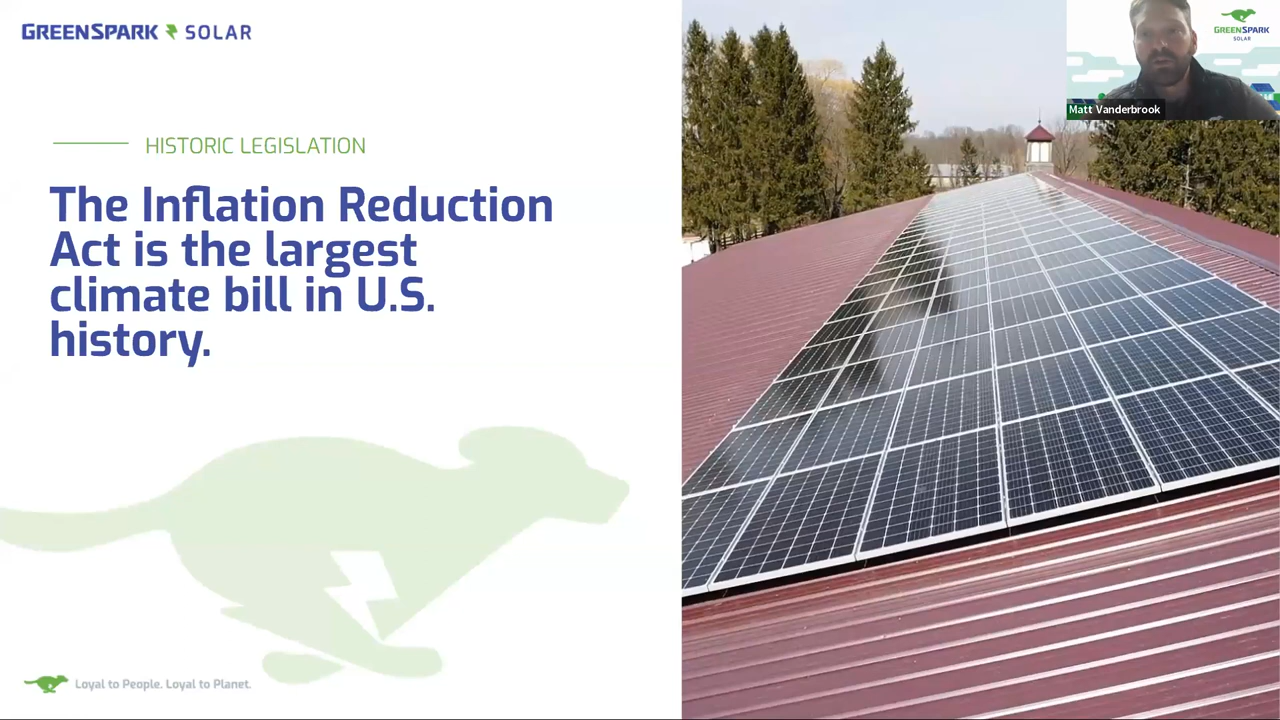 GREENSPARK SOLAR
HISTORIC LEGISLATION
The Inflation Reduction
Act is the largest
climate bill in U.S.
history.
Loyal to People. Loyal to Planet.
GREENSPARK
SOLAR
Matt Vanderbrook